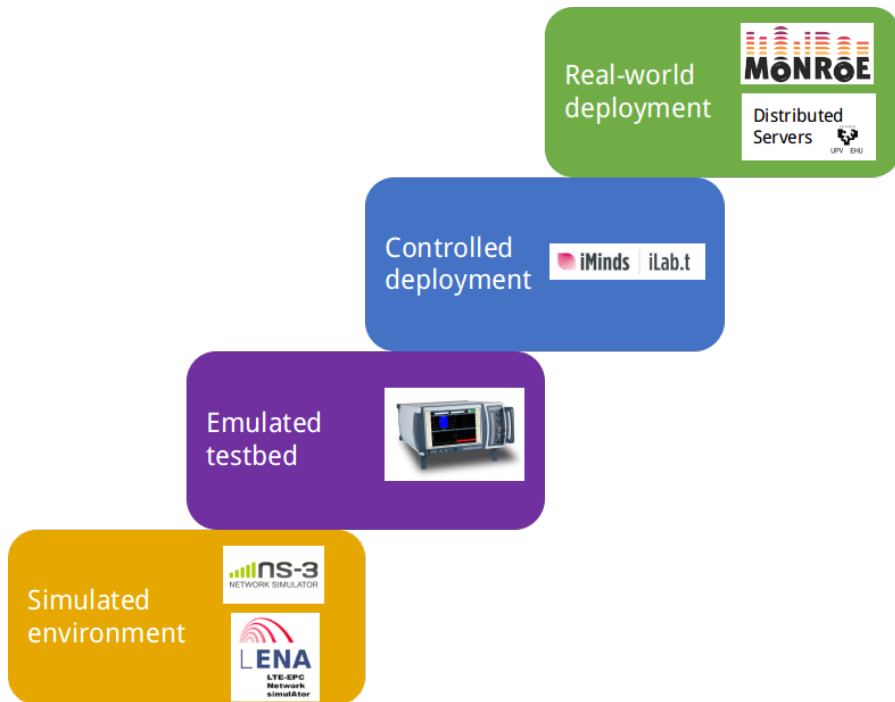 Real-world
deployment
MONROE
Distributed
Servers
UPV EHU
Controlled
deployment
iMinds iLab.t
Emulated
testbed
Simulated
environment
ns-3
NETWORK SIMULATOR
LENA
LTE-EPC
Network
simulAtor